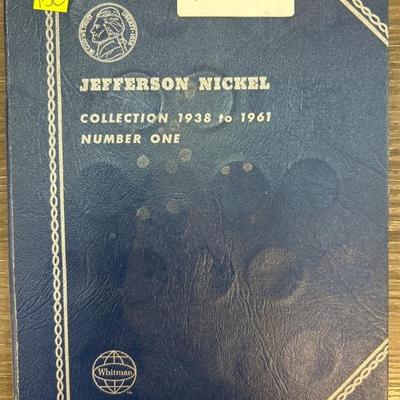 JEFFERSON NICKEL
COLLECTION 1938 to 1961
NUMBER ONE
Whitman